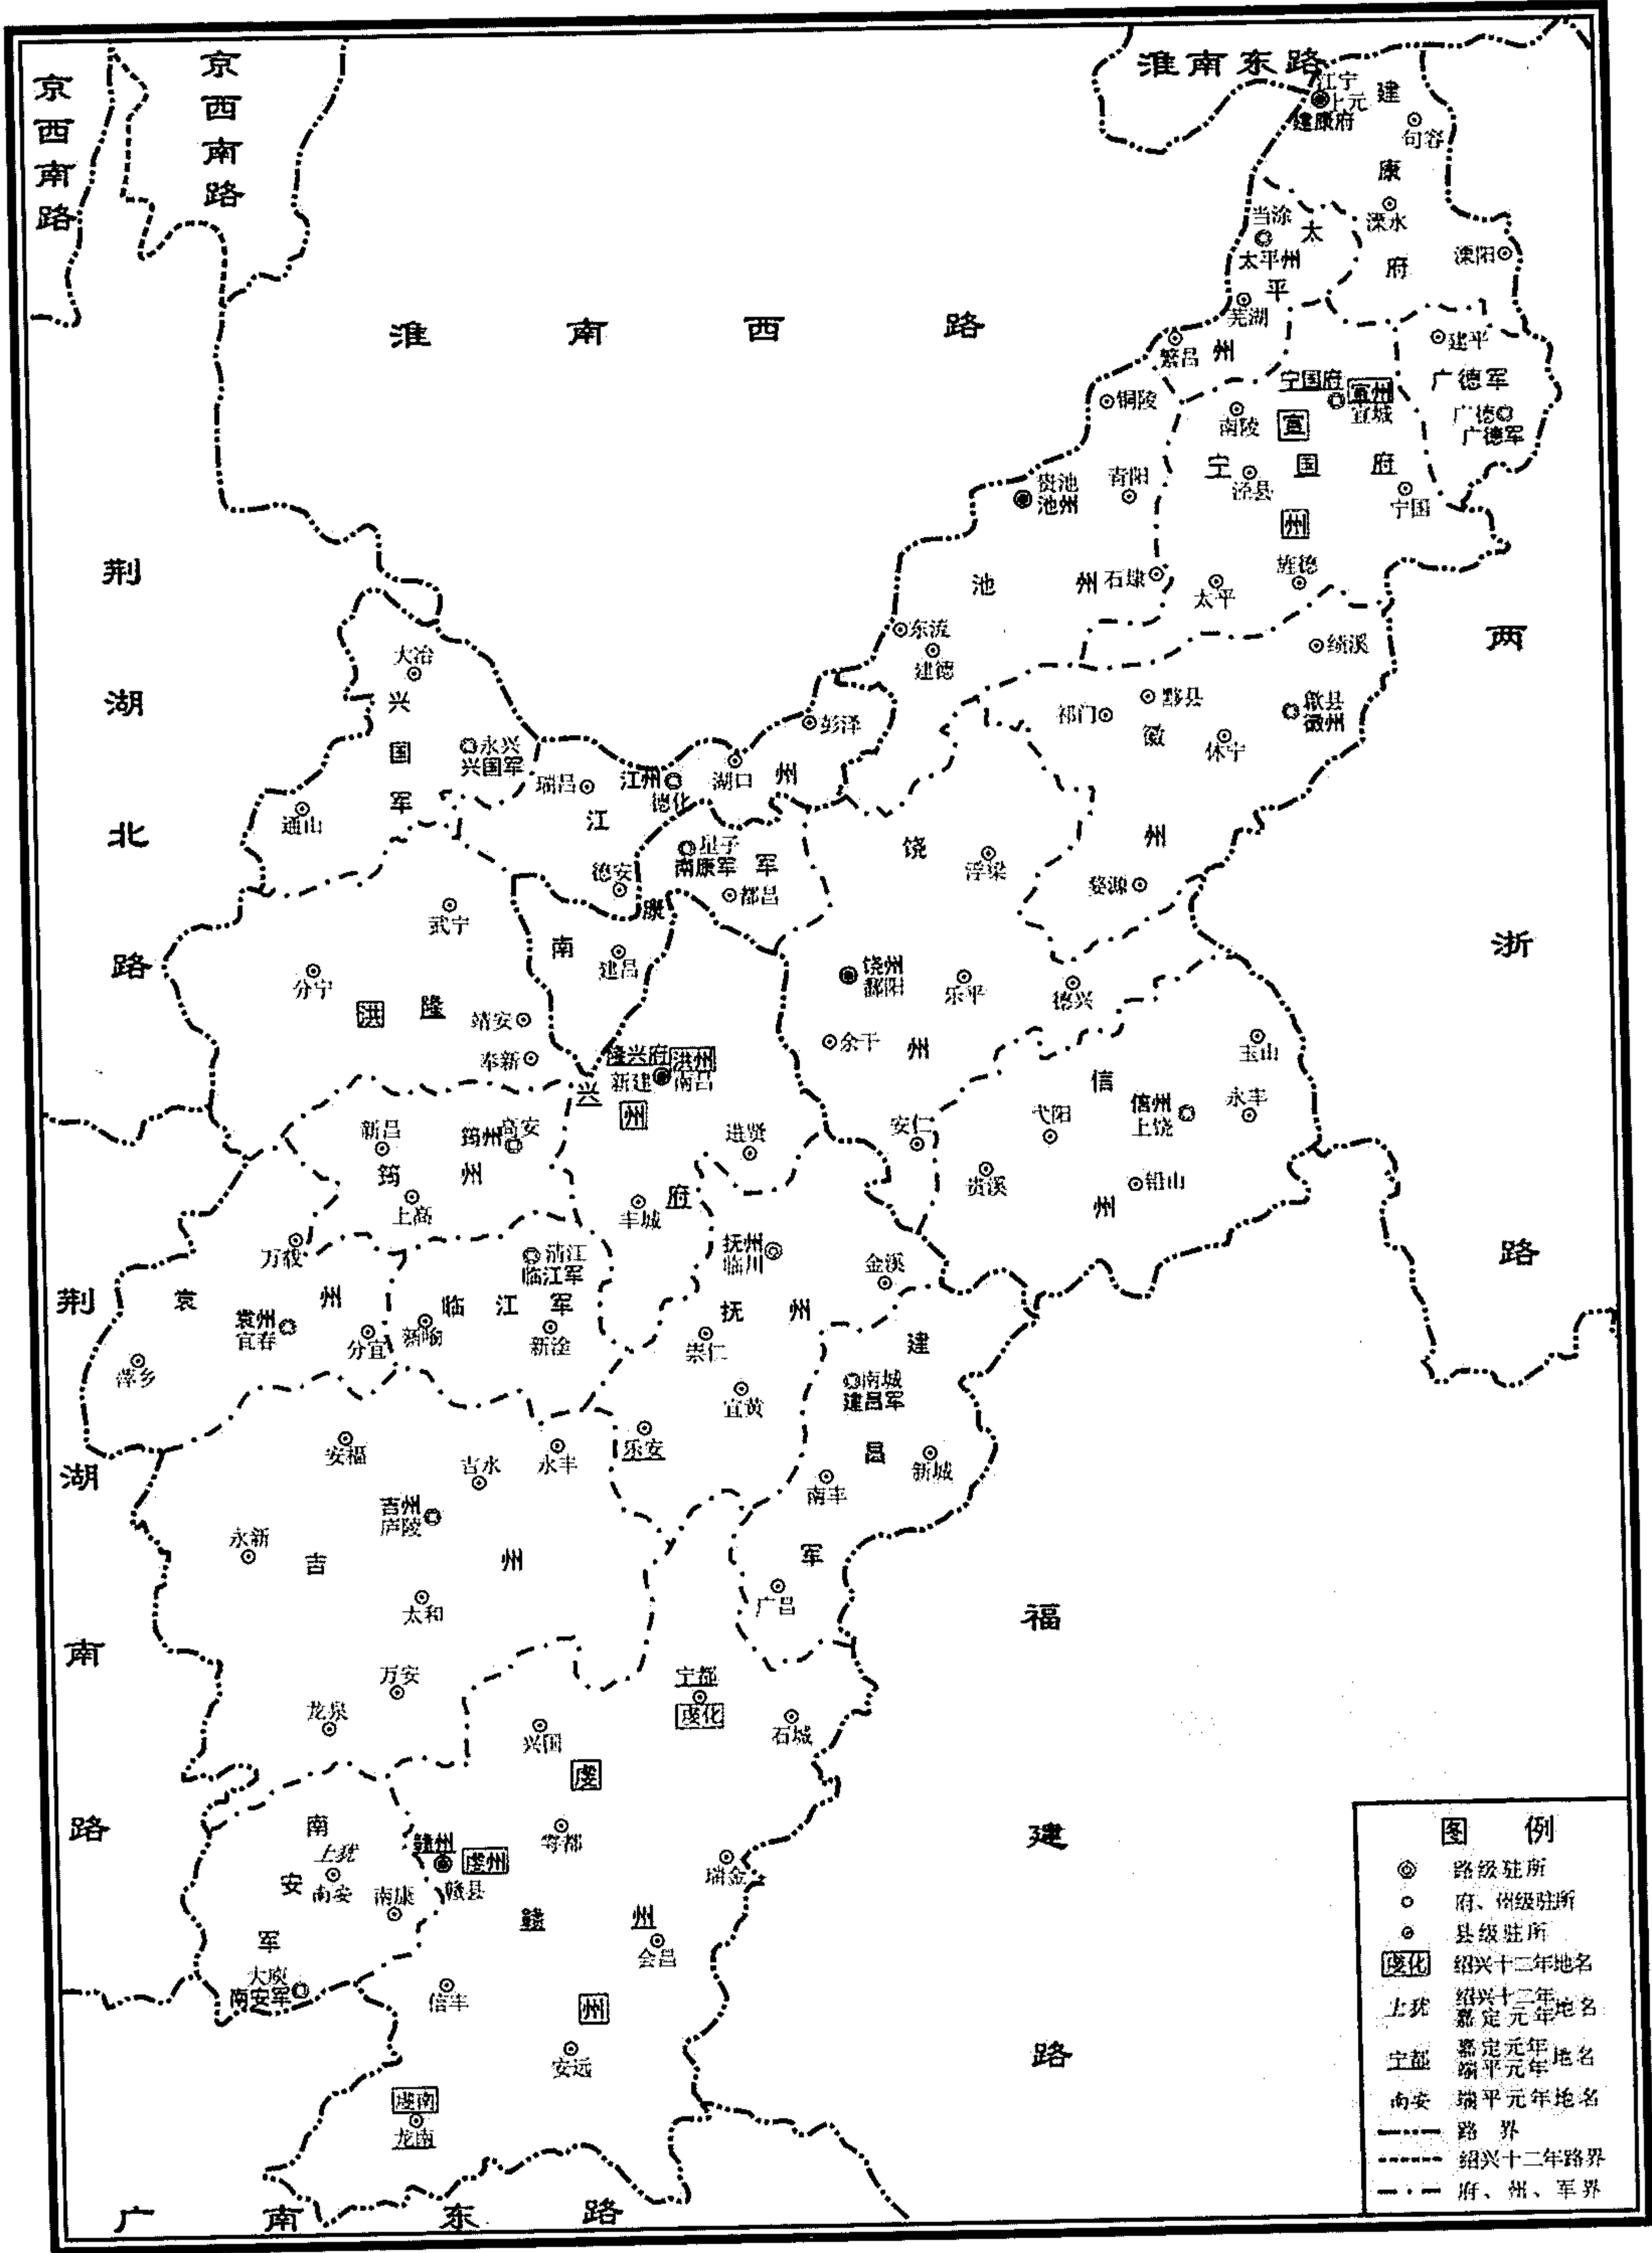 京西南路
京西南路
淮南东路
淮南西路
荆湖北路
荆湖南路
两浙路
福建路
广南东路
江宁
上元
建康府
建康府
句容
溧水
溧阳
当涂
太平州
太平州
芜湖
繁昌
建平
广德军
广德
广德军
宁国府
宣州
宣城
南陵
宣州
宁国府
泾县
宁国
旌德
太平
铜陵
贵池
池州
青阳
池州
石埭
东流
建德
绩溪
黟县
祁门
歙县
徽州
休宁
徽州
婺源
彭泽
湖口
江州
德化
瑞昌
江州
德安
大冶
兴国军
永兴
兴国军
通山
星子
南康军
都昌
南康军
建昌
武宁
分宁
洪州
隆兴府
靖安
奉新
隆兴府
洪州
新建
南昌
进贤
丰城
饶州
浮梁
饶州
鄱阳
乐平
德兴
余干
安仁
玉山
永丰
信州
上饶
弋阳
信州
贵溪
铅山
新昌
高安
筠州
筠州
上高
万载
袁州
袁州
宜春
分宜
萍乡
清江
临江军
临江军
新喻
新淦
抚州
临川
金溪
抚州
崇仁
宜黄
乐安
建昌军
南城
建昌军
新城
南丰
广昌
安福
吉水
永丰
吉州
庐陵
永新
吉州
太和
万安
龙泉
宁都
虔化
石城
兴国
虔州
雩都
瑞金
赣州
虔州
赣县
赣州
会昌
信丰
安远
虔南
龙南
南安军
上犹
南安
南康
大庾
南安军
图例
路级驻所
府、州级驻所
县级驻所
虔化 绍兴十二年地名
上犹 绍兴十二年
嘉定元年地名
宁都 嘉定元年
端平元年地名
南安 端平元年地名
路界
绍兴十二年路界
府、州、军界